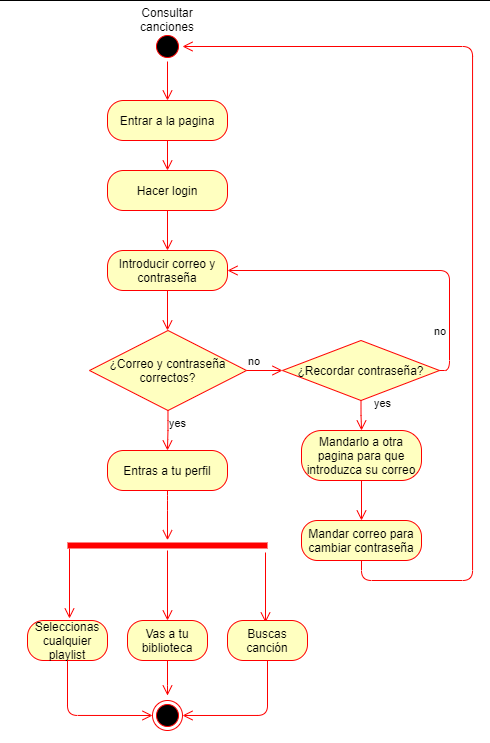 Consultar
canciones
Entrar a la pagina
Hacer login
Introducir correo y
contraseña
¿Correo y contraseña
correctos?
no
¿Recordar contraseña?
no
yes
yes
Mandarlo a otra
pagina para que
introduzca su correo
Entras a tu perfil
Mandar correo para
cambiar contraseña
Seleccionas
cualquier
playlist
Vas a tu
biblioteca
Buscas
canción